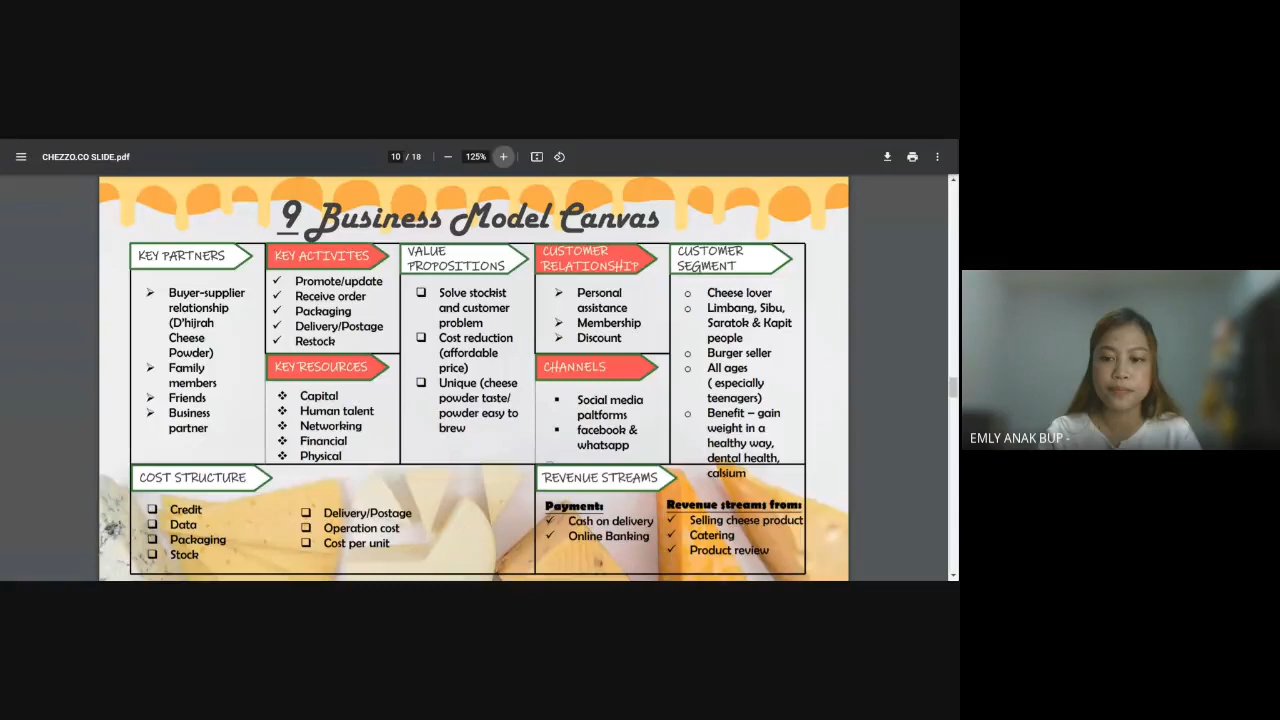 CHEZZO.CO SLIDE.pdf
10 / 18
125%
9 Business Model Canvas
KEY PARTNERS
Buyer-supplier
relationship
(D'hijrah
Cheese
Powder)
Family
members
Friends
Business
partner
KEY ACTIVITES
Promote/update
Receive order
Packaging
Delivery/Postage
Restock
KEY RESOURCES
Capital
Human talent
Networking
Financial
Physical
VALUE
PROPOSITIONS
Solve stockist
and customer
problem
Cost reduction
(affordable
price)
Unique (cheese
powder taste/
powder easy to
brew
CUSTOMER
RELATIONSHIP
Personal
assistance
Membership
Discount
CHANNELS
Social media
paltforms
facebook &
whatsapp
CUSTOMER
SEGMENT
Cheese lover
Limbang, Sibu,
Saratok & Kapit
people
Burger seller
All ages
( especially
teenagers)
Benefit – gain
weight in a
healthy way,
dental health,
calsium
COST STRUCTURE
Credit
Data
Packaging
Stock
Delivery/Postage
Operation cost
Cost per unit
REVENUE STREAMS
Payment:
Cash on delivery
Online Banking
Revenue streams from:
Selling cheese product
Catering
Product review
EMLY ANAK BUP -